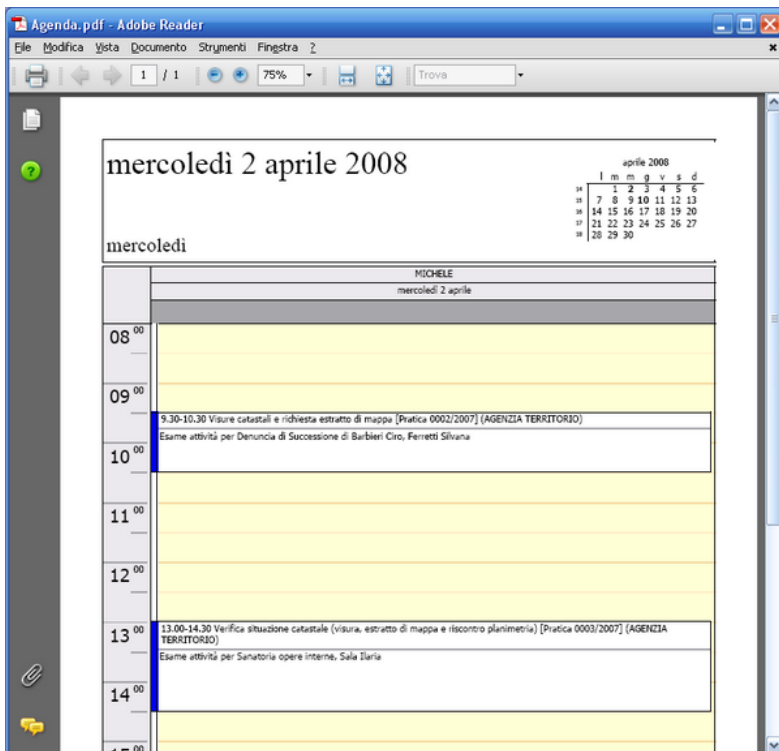 Agenda.pdf - Adobe Reader
File Modifica Vista Documento Strumenti Finestra ?
1 / 1 75% Trova
mercoledì 2 aprile 2008
mercoledì
aprile 2008
l m m g v s d
14 1 2 3 4 5 6
15 7 8 9 10 11 12 13
16 14 15 16 17 18 19 20
17 21 22 23 24 25 26 27
18 28 29 30
MICHELE
mercoledì 2 aprile
08 00
09 00
9.30-10.30 Visure catastali e richiesta estratto di mappa [Pratica 0002/2007] (AGENZIA TERRITORIO)
Esame attività per Denuncia di Successione di Barbieri Ciro, Ferretti Silvana
10 00
11 00
12 00
13 00
13.00-14.30 Verifica situazione catastale (visura, estratto di mappa e riscontro planimetria) [Pratica 0003/2007] (AGENZIA
TERRITORIO)
Esame attività per Sanatoria opere interne, Sala Ilaria
14 00
15 00